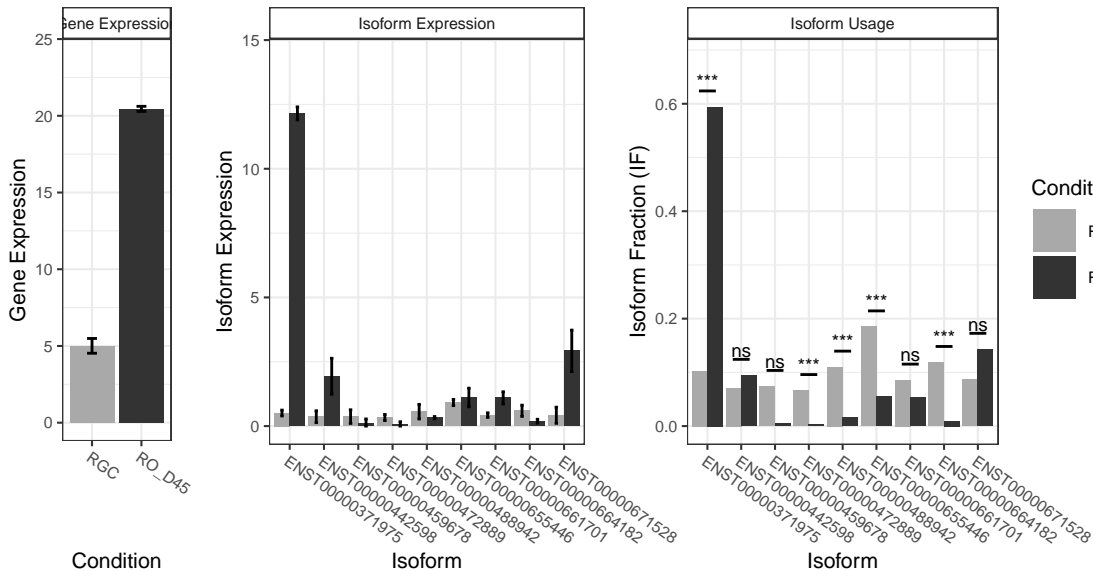 Gene Expression
Isoform Expression
Isoform Usage
Gene Expression
25
20
15
10
5
0
RGC
RO_D45
Condition
Isoform Expression
15
10
5
0
ENST00000371975
ENST00000442598
ENST00000459678
ENST00000472889
ENST00000488942
ENST00000655446
ENST00000661701
ENST00000664182
ENST00000671528
Isoform
Isoform Fraction (IF)
0.6
0.4
0.2
0.0
***
ns
ns
***
***
***
ns
***
ns
ENST00000371975
ENST00000442598
ENST00000459678
ENST00000472889
ENST00000488942
ENST00000655446
ENST00000661701
ENST00000664182
ENST00000671528
Isoform
Condit